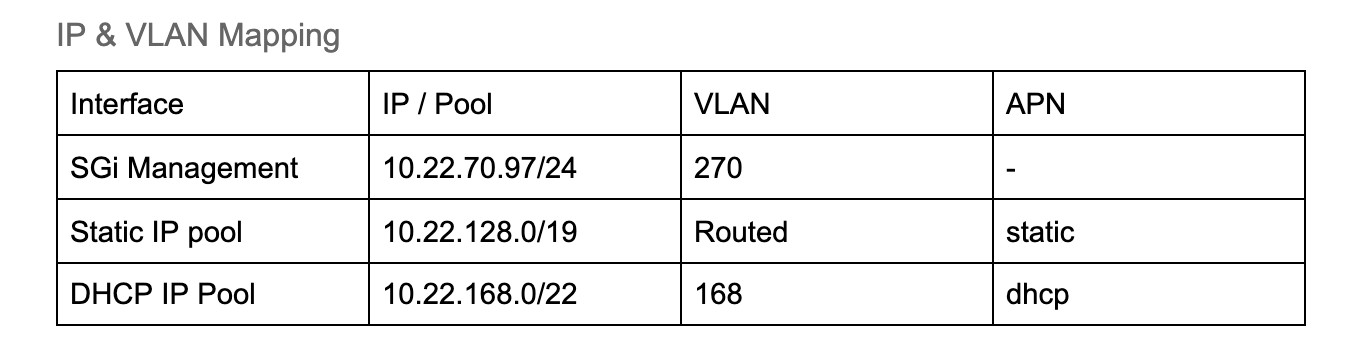 IP & VLAN Mapping
Interface IP / Pool VLAN APN
SGi Management 10.22.70.97/24 270 -
Static IP pool 10.22.128.0/19 Routed static
DHCP IP Pool 10.22.168.0/22 168 dhcp